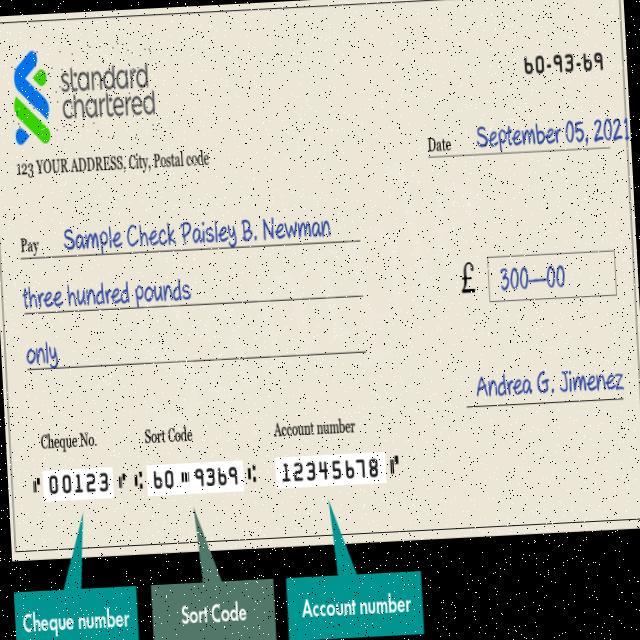 standard
chartered
60-93-69
123 YOUR ADDRESS, City, Postal code
Date September 05, 2021
Pay Sample Check Paisley B. Newman
three hundred pounds
£ 300—00
only
Andrea G. Jimenez
Cheque No. Sort Code Account number
⑈00123⑈ ⑆60⑉9369⑆ 12345678⑈
Cheque number Sort Code Account number